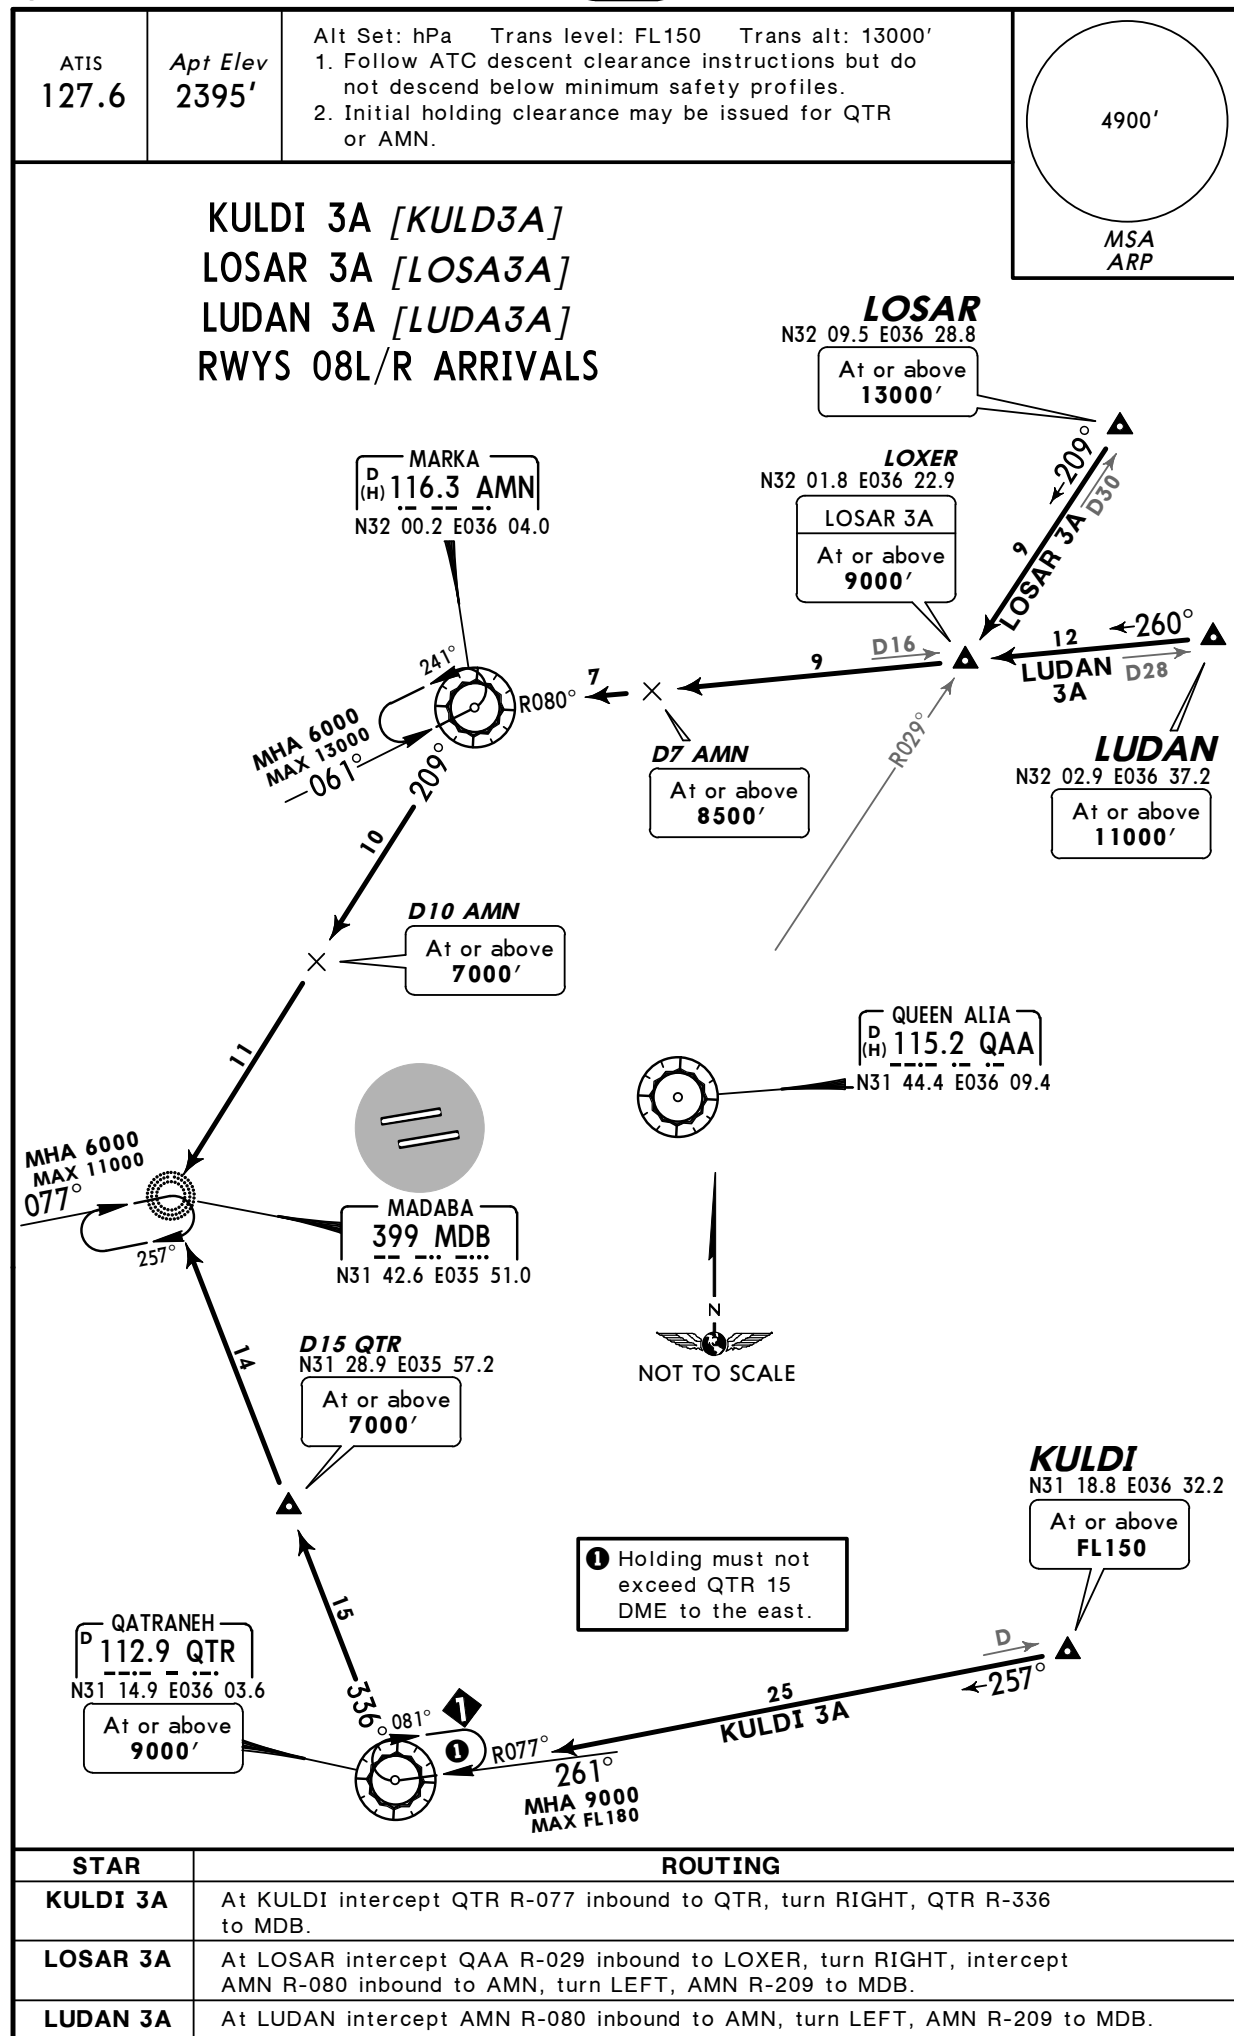 ATIS
127.6
Apt Elev
2395'
Alt Set: hPa Trans level: FL150 Trans alt: 13000'
1. Follow ATC descent clearance instructions but do
not descend below minimum safety profiles.
2. Initial holding clearance may be issued for QTR
or AMN.
4900'
MSA
ARP
KULDI 3A [KULD3A]
LOSAR 3A [LOSA3A]
LUDAN 3A [LUDA3A]
RWYS 08L/R ARRIVALS
LOSAR
N32 09.5 E036 28.8
At or above
13000'
209°
D30
9
LOSAR 3A
LOXER
N32 01.8 E036 22.9
LOSAR 3A
At or above
9000'
MARKA
D
(H) 116.3 AMN
N32 00.2 E036 04.0
241°
MHA 6000
MAX 13000
061°
209°
R080°
7
9
D16
12
260°
LUDAN
3A
D28
R029°
D7 AMN
At or above
8500'
LUDAN
N32 02.9 E036 37.2
At or above
11000'
10
D10 AMN
At or above
7000'
11
QUEEN ALIA
D
(H) 115.2 QAA
N31 44.4 E036 09.4
MHA 6000
MAX 11000
077°
257°
MADABA
399 MDB
N31 42.6 E035 51.0
N
NOT TO SCALE
14
D15 QTR
N31 28.9 E035 57.2
At or above
7000'
KULDI
N31 18.8 E036 32.2
At or above
FL150
1 Holding must not
exceed QTR 15
DME to the east.
15
QATRANEH
D 112.9 QTR
N31 14.9 E036 03.6
At or above
9000'
336°
081°
1
1
R077°
261°
MHA 9000
MAX FL180
25
KULDI 3A
D
257°
STAR ROUTING
KULDI 3A At KULDI intercept QTR R-077 inbound to QTR, turn RIGHT, QTR R-336
to MDB.
LOSAR 3A At LOSAR intercept QAA R-029 inbound to LOXER, turn RIGHT, intercept
AMN R-080 inbound to AMN, turn LEFT, AMN R-209 to MDB.
LUDAN 3A At LUDAN intercept AMN R-080 inbound to AMN, turn LEFT, AMN R-209 to MDB.